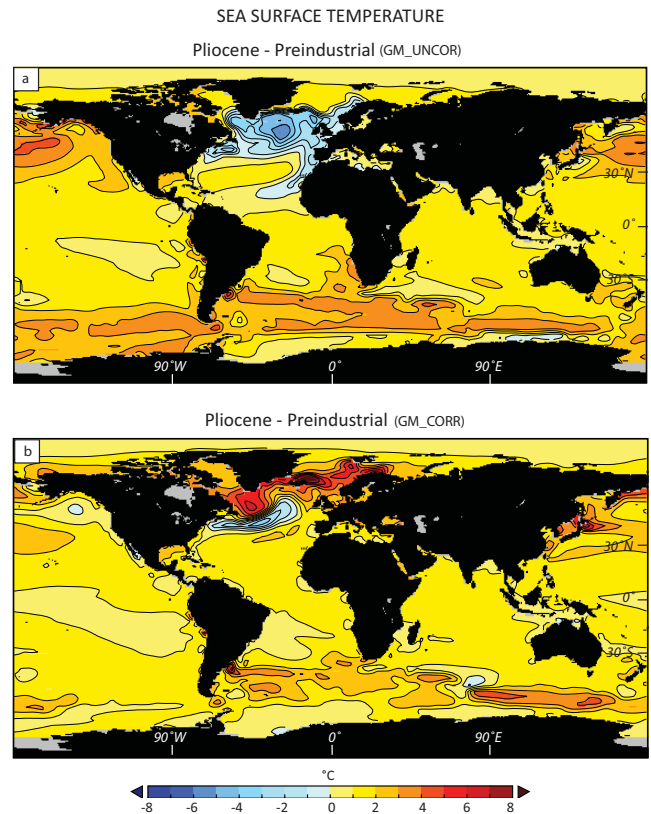 SEA SURFACE TEMPERATURE
Pliocene - Preindustrial (GM_UNCOR)
a
30˚N
0˚
30˚S
90˚W 0˚ 90˚E
Pliocene - Preindustrial (GM_CORR)
b
30˚N
0˚
30˚S
90˚W 0˚ 90˚E
˚C
-8 -6 -4 -2 0 2 4 6 8